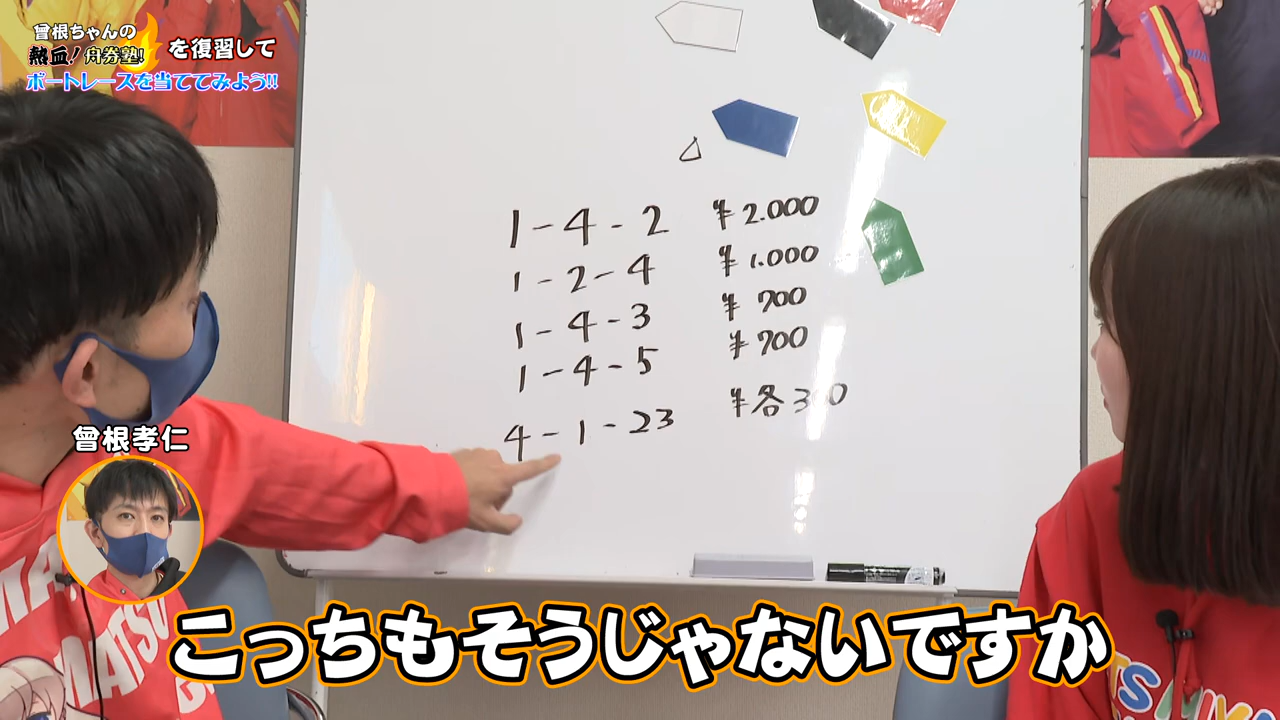 曾根ちゃんの
熱血!舟券塾!
を復習して
ボートレースを当ててみよう!!
1-4-2 ¥2.000
1-2-4 ¥1.000
1-4-3 ¥700
1-4-5 ¥700
4-1-23 ¥各300
曾根孝仁
MATSU
こっちもそうじゃないですか